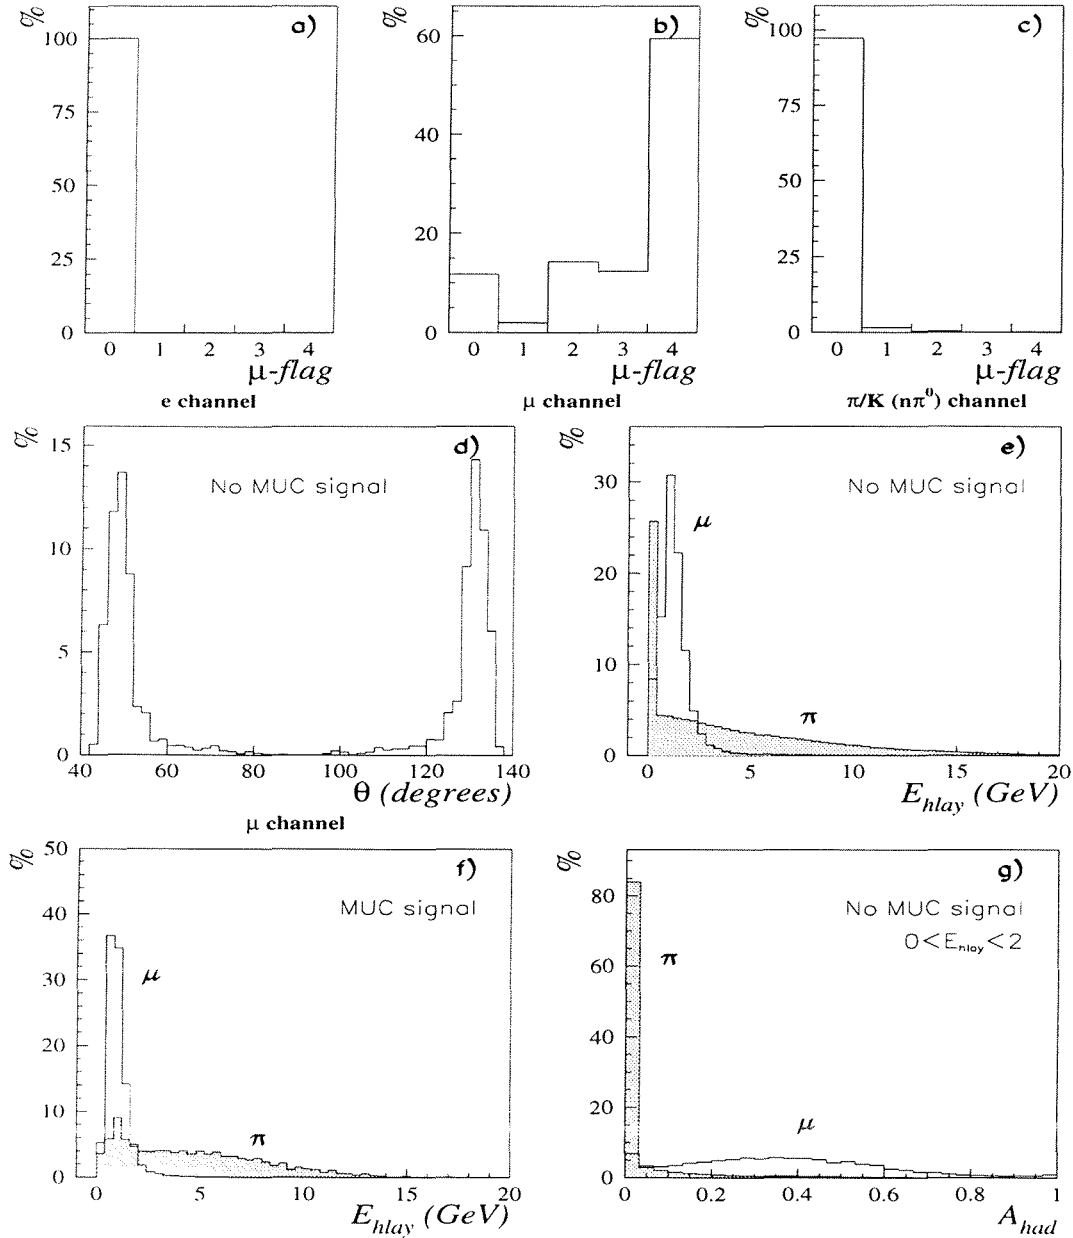 %
a)
100
75
50
25
0
0 1 2 3 4
μ-flag
e channel
%
b)
60
40
20
0
0 1 2 3 4
μ-flag
μ channel
%
c)
100
75
50
25
0
0 1 2 3 4
μ-flag
π/K (nπ⁰) channel
%
d)
No MUC signal
15
10
5
0
40 60 80 100 120 140
θ (degrees)
μ channel
%
e)
No MUC signal
μ
π
30
20
10
0
0 5 10 15 20
E_hlay (GeV)
%
f)
MUC signal
μ
π
50
40
30
20
10
0
0 5 10 15 20
E_hlay (GeV)
%
g)
No MUC signal
0<E_hlay<2
π
μ
80
60
40
20
0
0 0.2 0.4 0.6 0.8 1
A_had